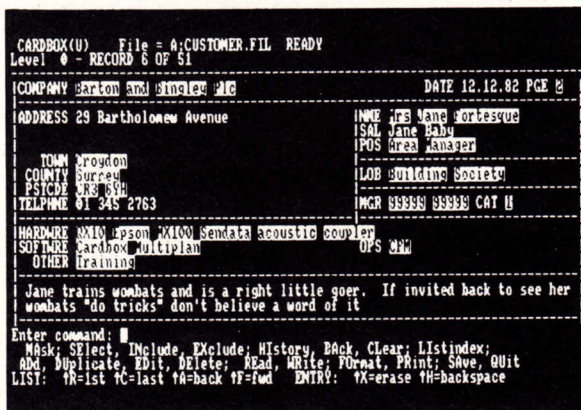 CARDBOX(U) File = A:CUSTOMER.FIL READY
Level 0 - RECORD 6 OF 51
COMPANY Barton and Bingley Plc DATE 12.12.82 PGE
ADDRESS 29 Bartholomew Avenue NME Mrs Jane Fortesque
SAL Jane Baby
POS Area Manager
TOWN Croydon
COUNTY Surrey LOB Building Society
PSTCDE CR3 6YH
TELPHNE 01 345 2763 MGR 99999 99999 CAT
HARDWRE Epson MX100 Sendata acoustic coupler
SOFTWRE Cardbox Multiplan OPS CPM
OTHER Training
Jane trains wombats and is a right little goer. If invited back to see her
wombats "do tricks" don't believe a word of it
Enter command:
MAsk; SElect, INclude, EXclude; HIstory, BAck, CLear; LIstindex;
ADd, DUplicate, EDit, DElete; REad, WRite; FOrmat, PRint; SAve, QUit
LIST: ↑R=1st ↑C=last ↑A=back ↑F=fwd ENTRY: ↑X=erase ↑H=backspace